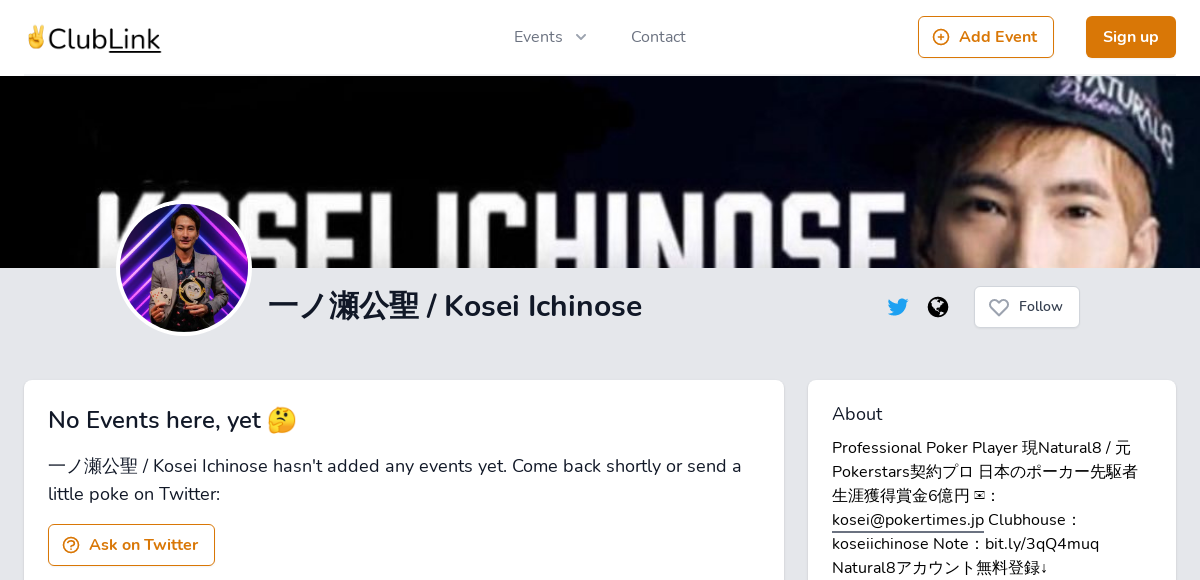 ✌️ClubLink
Events
Contact
Add Event
Sign up
NATURAL8
Poker
KOSEI ICHINOSE
一ノ瀬公聖 / Kosei Ichinose
Follow
No Events here, yet 🤔
一ノ瀬公聖 / Kosei Ichinose hasn't added any events yet. Come back shortly or send a
little poke on Twitter:
Ask on Twitter
About
Professional Poker Player 現Natural8 / 元
Pokerstars契約プロ 日本のポーカー先駆者
生涯獲得賞金6億円 🖃：
kosei@pokertimes.jp Clubhouse：
koseiichinose Note：bit.ly/3qQ4muq
Natural8アカウント無料登録↓